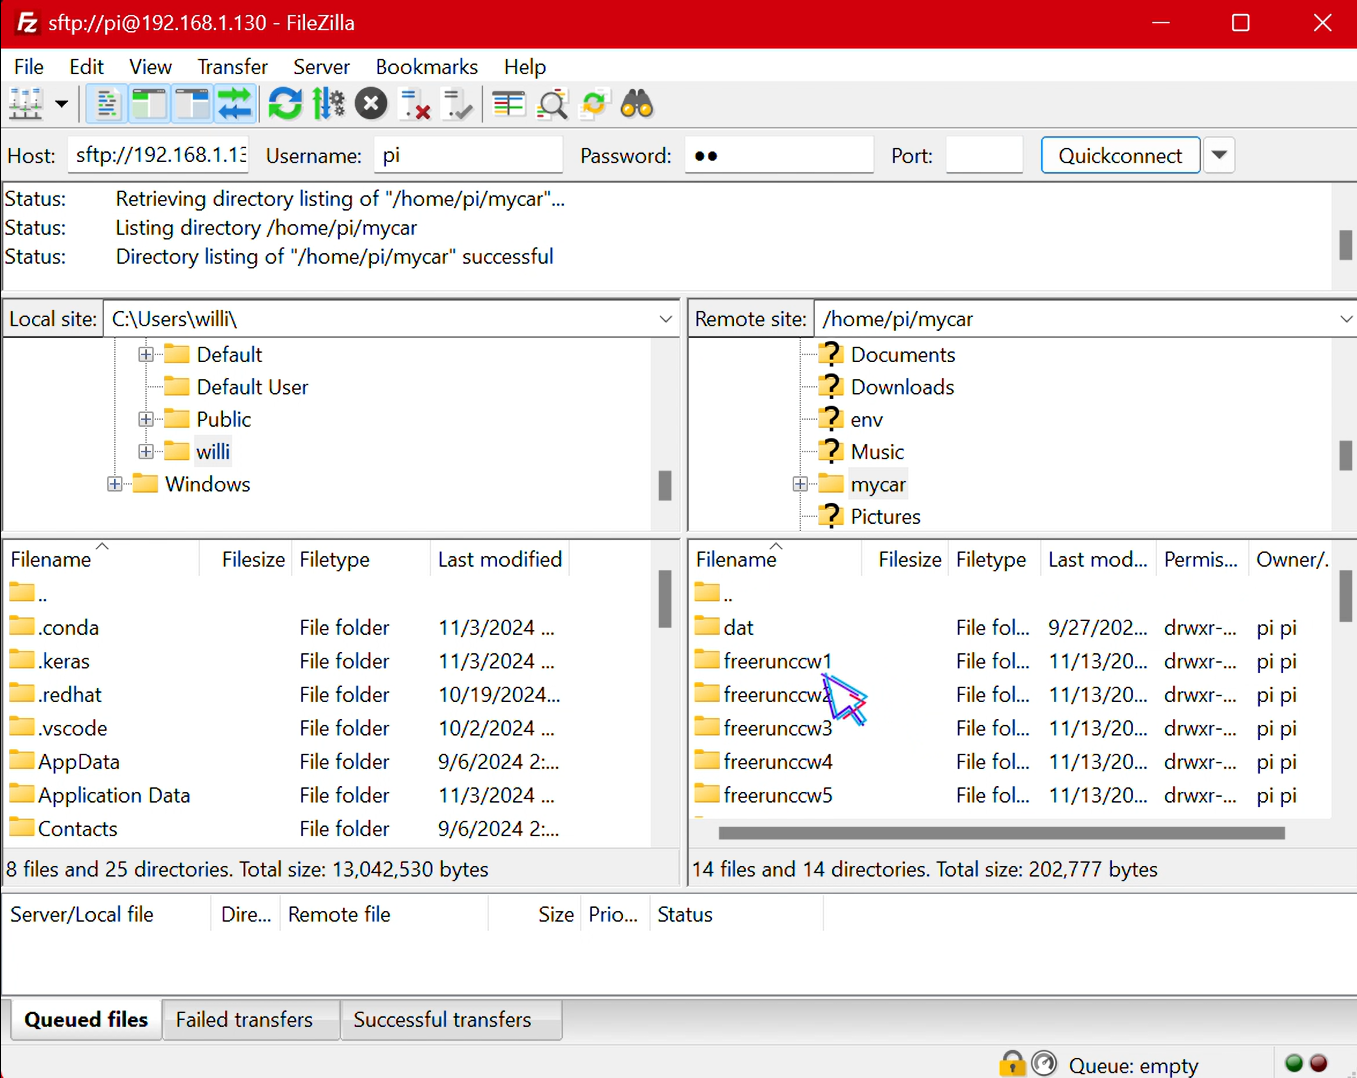 sftp://pi@192.168.1.130 - FileZilla
File Edit View Transfer Server Bookmarks Help
Host: sftp://192.168.1.13 Username: pi Password: ●● Port: Quickconnect
Status: Retrieving directory listing of "/home/pi/mycar"...
Status: Listing directory /home/pi/mycar
Status: Directory listing of "/home/pi/mycar" successful
Local site: C:\Users\willi\
Default
Default User
Public
willi
Windows
Remote site: /home/pi/mycar
? Documents
? Downloads
? env
? Music
mycar
? Pictures
Filename Filesize Filetype Last modified
..
.conda File folder 11/3/2024 ...
.keras File folder 11/3/2024 ...
.redhat File folder 10/19/2024...
.vscode File folder 10/2/2024 ...
AppData File folder 9/6/2024 2:...
Application Data File folder 11/3/2024 ...
Contacts File folder 9/6/2024 2:...
8 files and 25 directories. Total size: 13,042,530 bytes
Filename Filesize Filetype Last mod... Permis... Owner/.
..
dat File fol... 9/27/202... drwxr-... pi pi
freerunccw1 File fol... 11/13/20... drwxr-... pi pi
freerunccw2 File fol... 11/13/20... drwxr-... pi pi
freerunccw3 File fol... 11/13/20... drwxr-... pi pi
freerunccw4 File fol... 11/13/20... drwxr-... pi pi
freerunccw5 File fol... 11/13/20... drwxr-... pi pi
14 files and 14 directories. Total size: 202,777 bytes
Server/Local file Dire... Remote file Size Prio... Status
Queued files Failed transfers Successful transfers
Queue: empty